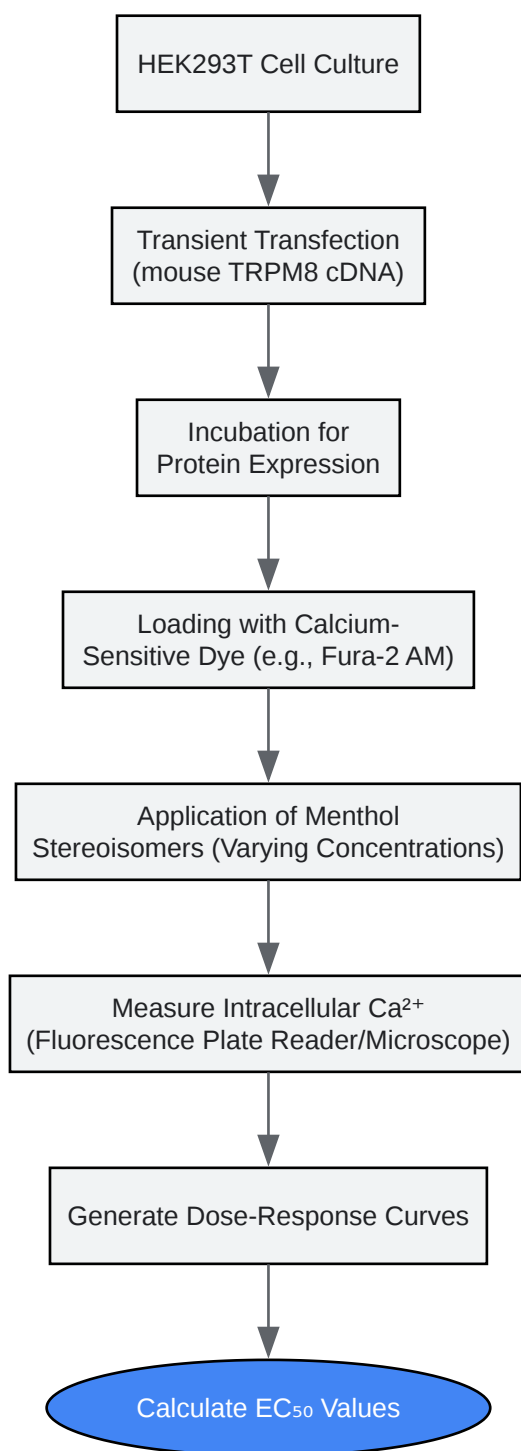 HEK293T Cell Culture
Transient Transfection
(mouse TRPM8 cDNA)
Incubation for
Protein Expression
Loading with Calcium-
Sensitive Dye (e.g., Fura-2 AM)
Application of Menthol
Stereoisomers (Varying Concentrations)
Measure Intracellular Ca²⁺
(Fluorescence Plate Reader/Microscope)
Generate Dose-Response Curves
Calculate EC₅₀ Values